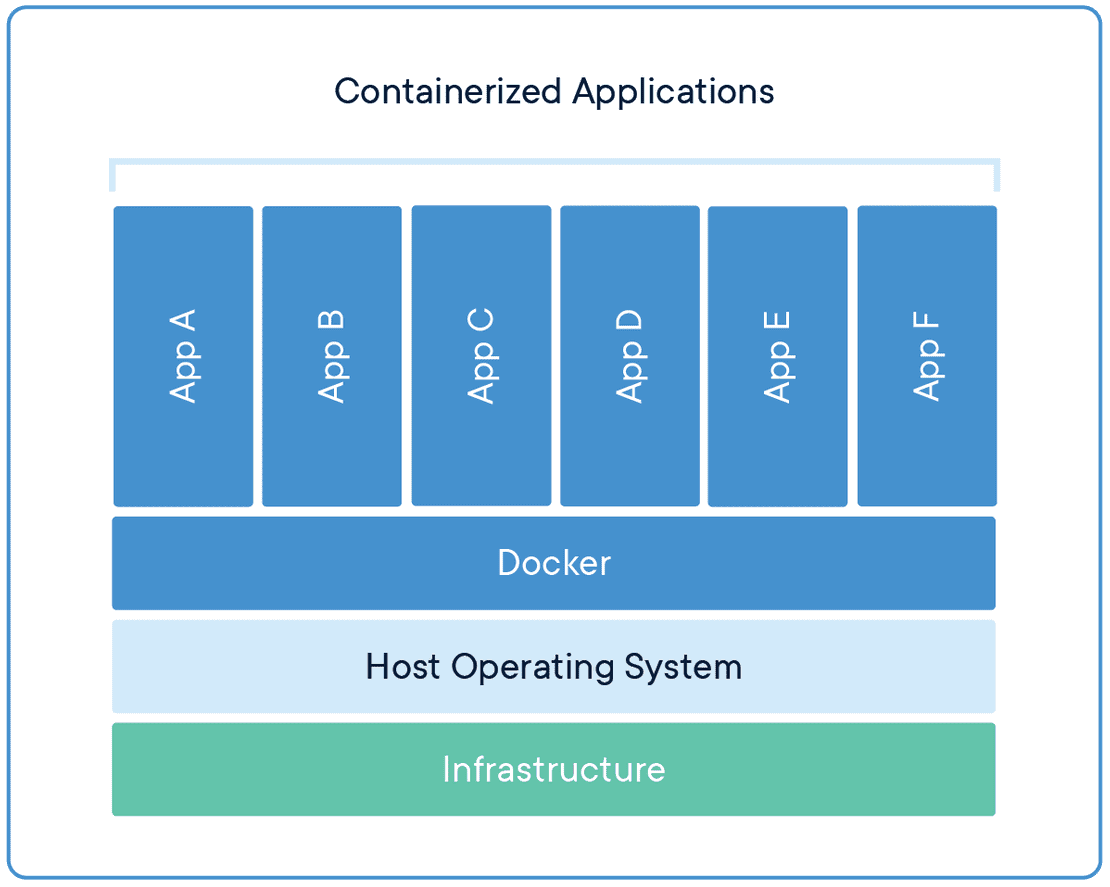 Containerized Applications
App A
App B
App C
App D
App E
App F
Docker
Host Operating System
Infrastructure